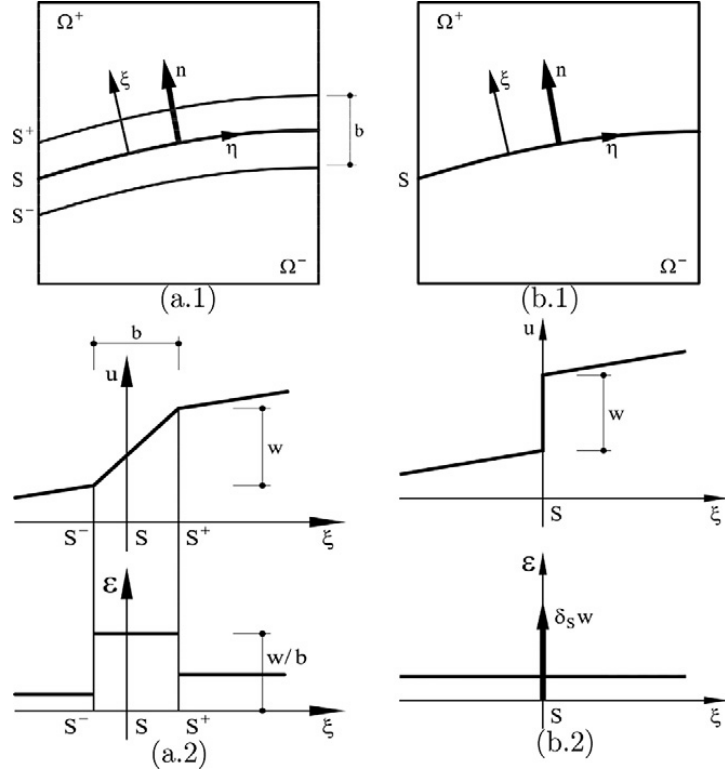 Ω⁺
ξ
n
S⁺
b
S
η
S⁻
Ω⁻
(a.1)
Ω⁺
ξ
n
η
S
Ω⁻
(b.1)
b
u
w
S⁻ S S⁺ ξ
ε
w/b
S⁻ S S⁺ ξ
(a.2)
u
w
S ξ
ε
δₛw
S ξ
(b.2)